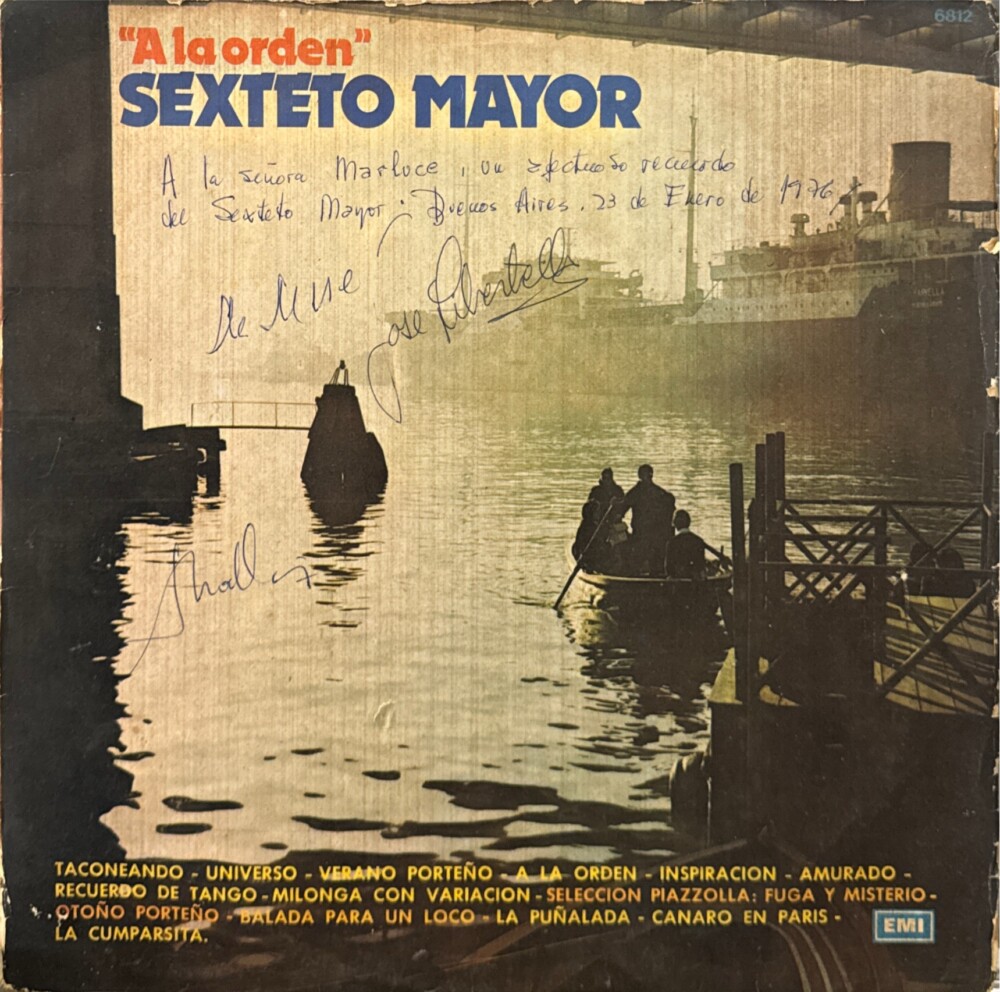 6812
"A la orden"
SEXTETO MAYOR
A la señora Marluce, un afectuoso recuerdo
del Sexteto Mayor. Buenos Aires. 23 de Enero de 1976
Jose Libertella
TACONEANDO - UNIVERSO - VERANO PORTEÑO - A LA ORDEN - INSPIRACION - AMURADO -
RECUERDO DE TANGO - MILONGA CON VARIACION - SELECCION PIAZZOLLA: FUGA Y MISTERIO -
OTOÑO PORTEÑO - BALADA PARA UN LOCO - LA PUÑALADA - CANARO EN PARIS -
LA CUMPARSITA.
EMI